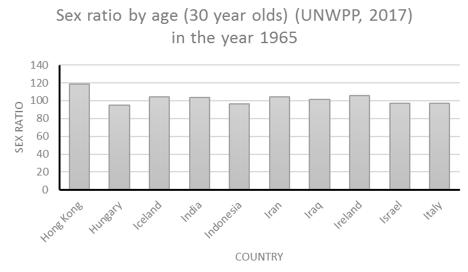 Sex ratio by age (30 year olds) (UNWPP, 2017)
in the year 1965
140
120
100
80
60
40
20
0
SEX RATIO
Hong Kong
Hungary
Iceland
India
Indonesia
Iran
Iraq
Ireland
Israel
Italy
COUNTRY